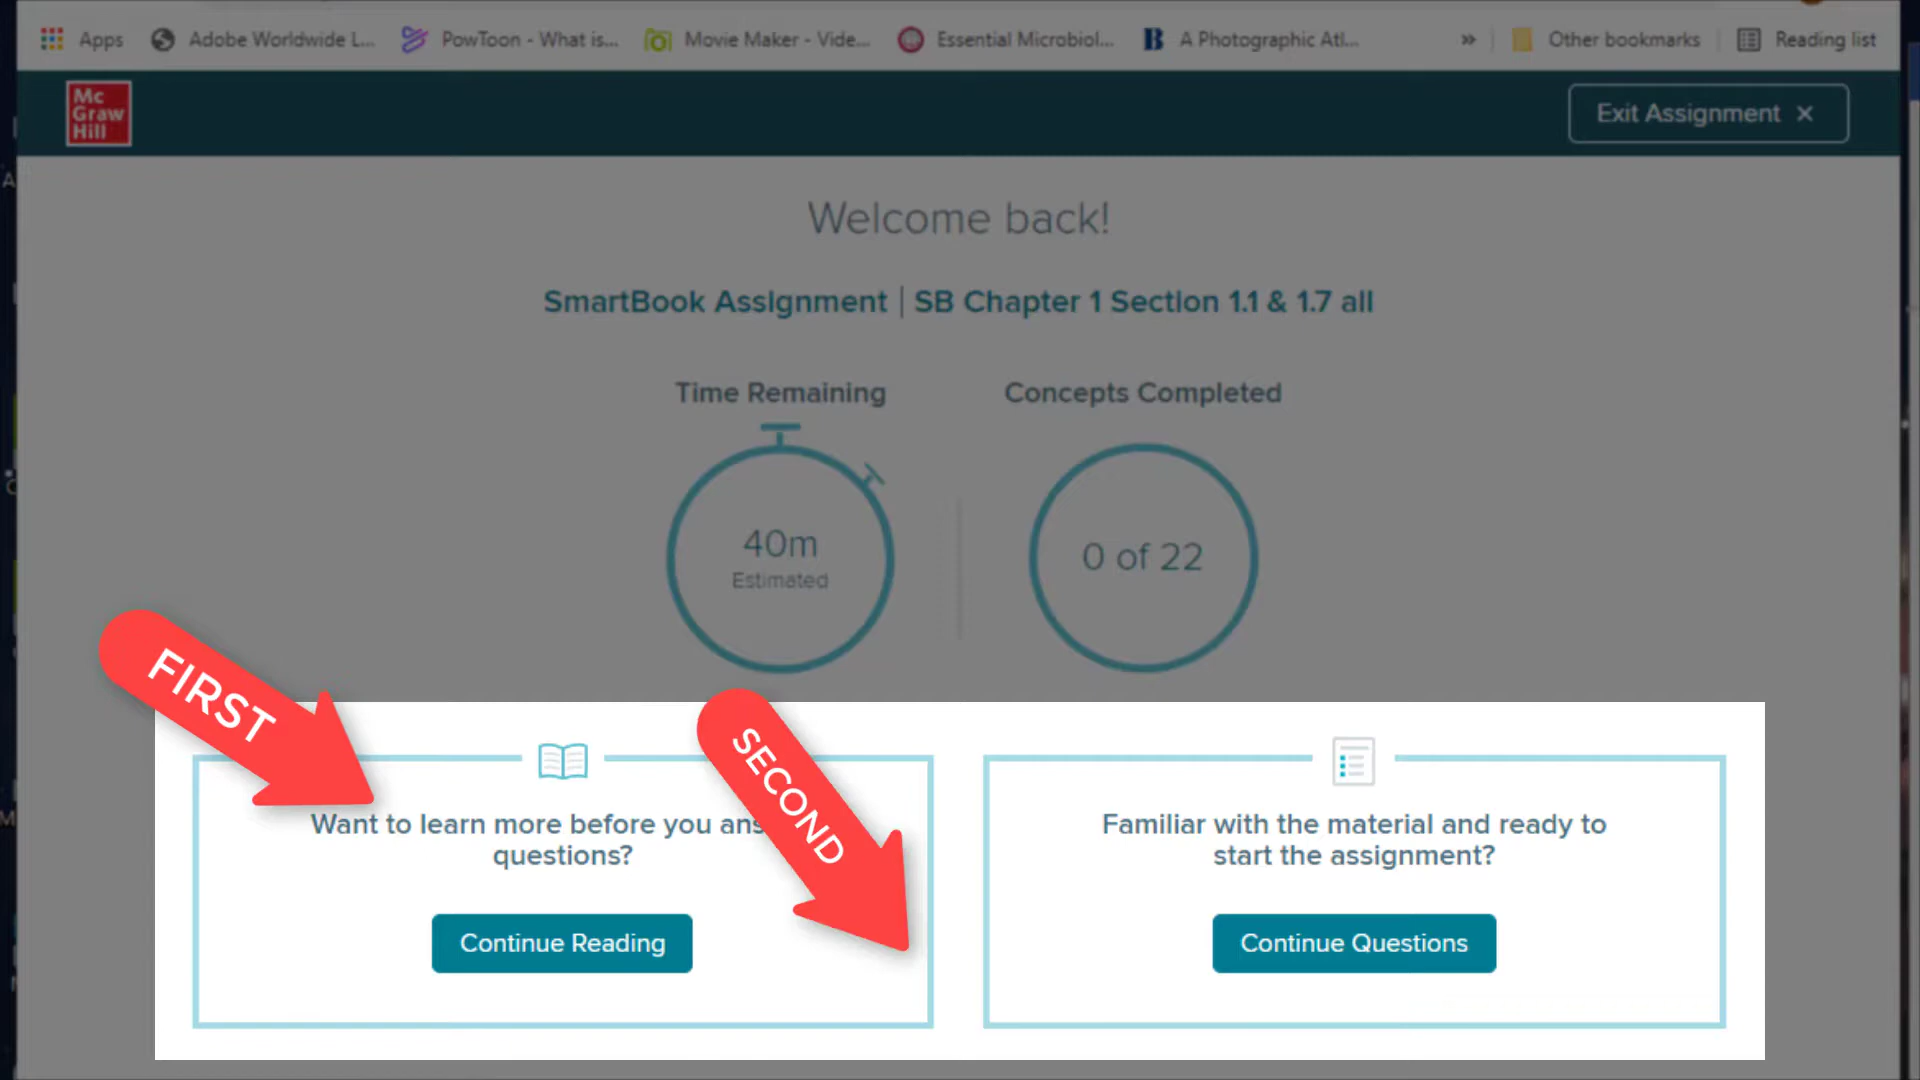 Apps
Adobe Worldwide L...
PowToon - What is...
Movie Maker - Vide...
Essential Microbiol...
A Photographic Atl...
»
Other bookmarks
Reading list
Mc
Graw
Hill
Exit Assignment ×
Welcome back!
SmartBook Assignment | SB Chapter 1 Section 1.1 & 1.7 all
Time Remaining
Concepts Completed
40m
Estimated
0 of 22
FIRST
SECOND
Want to learn more before you ans
questions?
Continue Reading
Familiar with the material and ready to
start the assignment?
Continue Questions